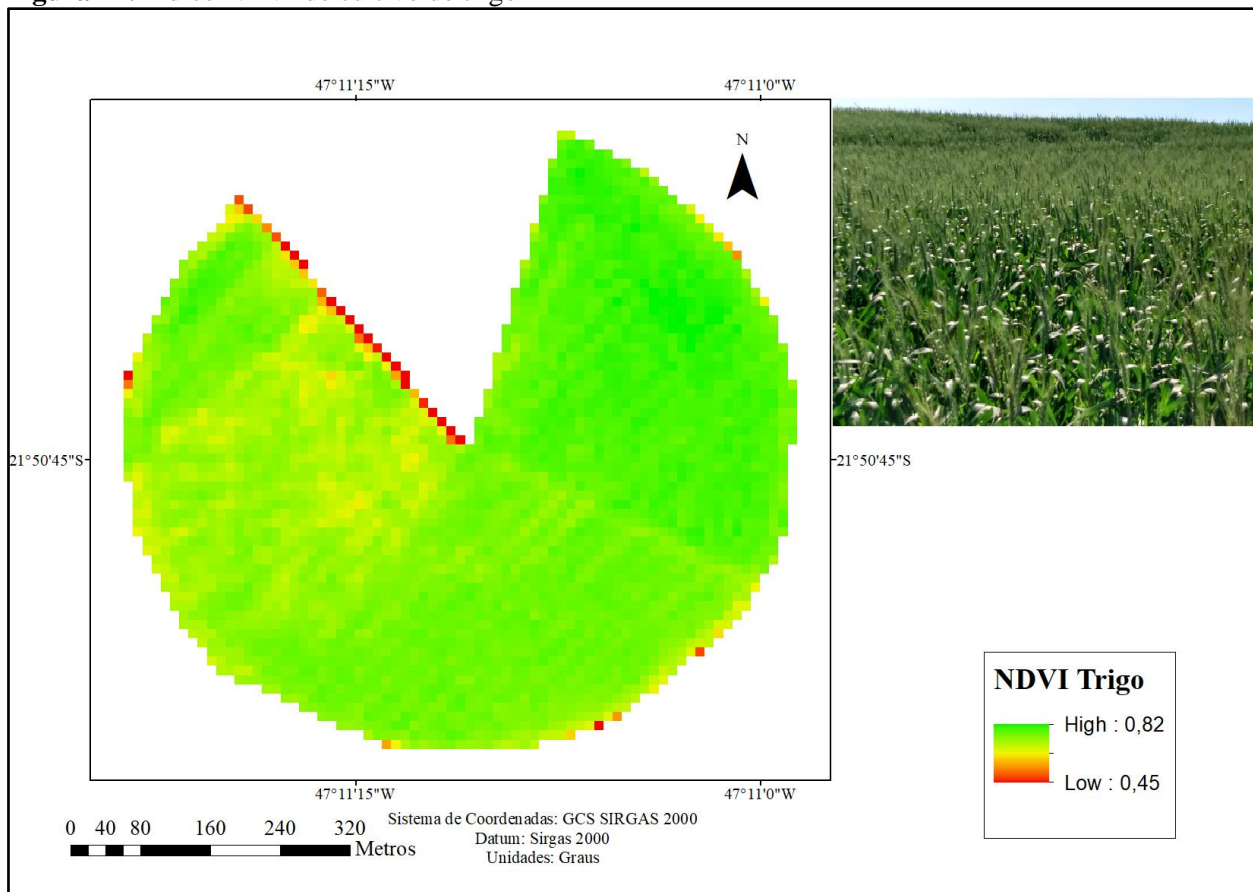 47°11'15"W
47°11'0"W
N
21°50'45"S
21°50'45"S
NDVI Trigo
High : 0,82
Low : 0,45
47°11'15"W
47°11'0"W
0 40 80 160 240 320
Metros
Sistema de Coordenadas: GCS SIRGAS 2000
Datum: Sirgas 2000
Unidades: Graus